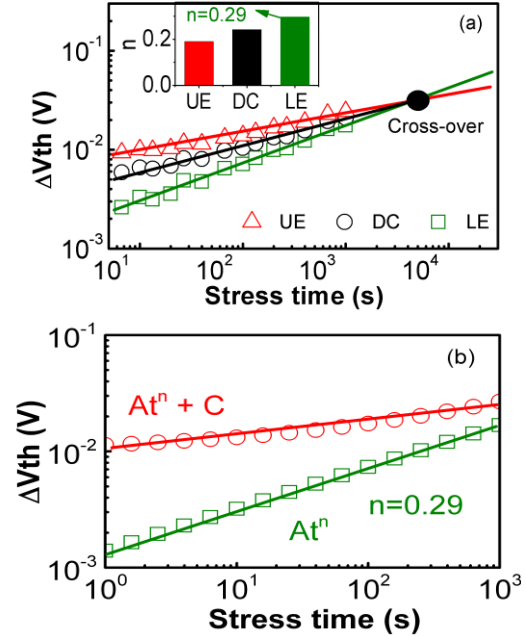 (a)
n=0.29
n
0.2
0.0
UE DC LE
10⁻¹
10⁻²
10⁻³
ΔVth (V)
Cross-over
UE DC LE
10¹ 10² 10³ 10⁴
Stress time (s)
(b)
10⁻¹
10⁻²
10⁻³
ΔVth (V)
Atⁿ + C
Atⁿ
n=0.29
10⁰ 10¹ 10² 10³
Stress time (s)